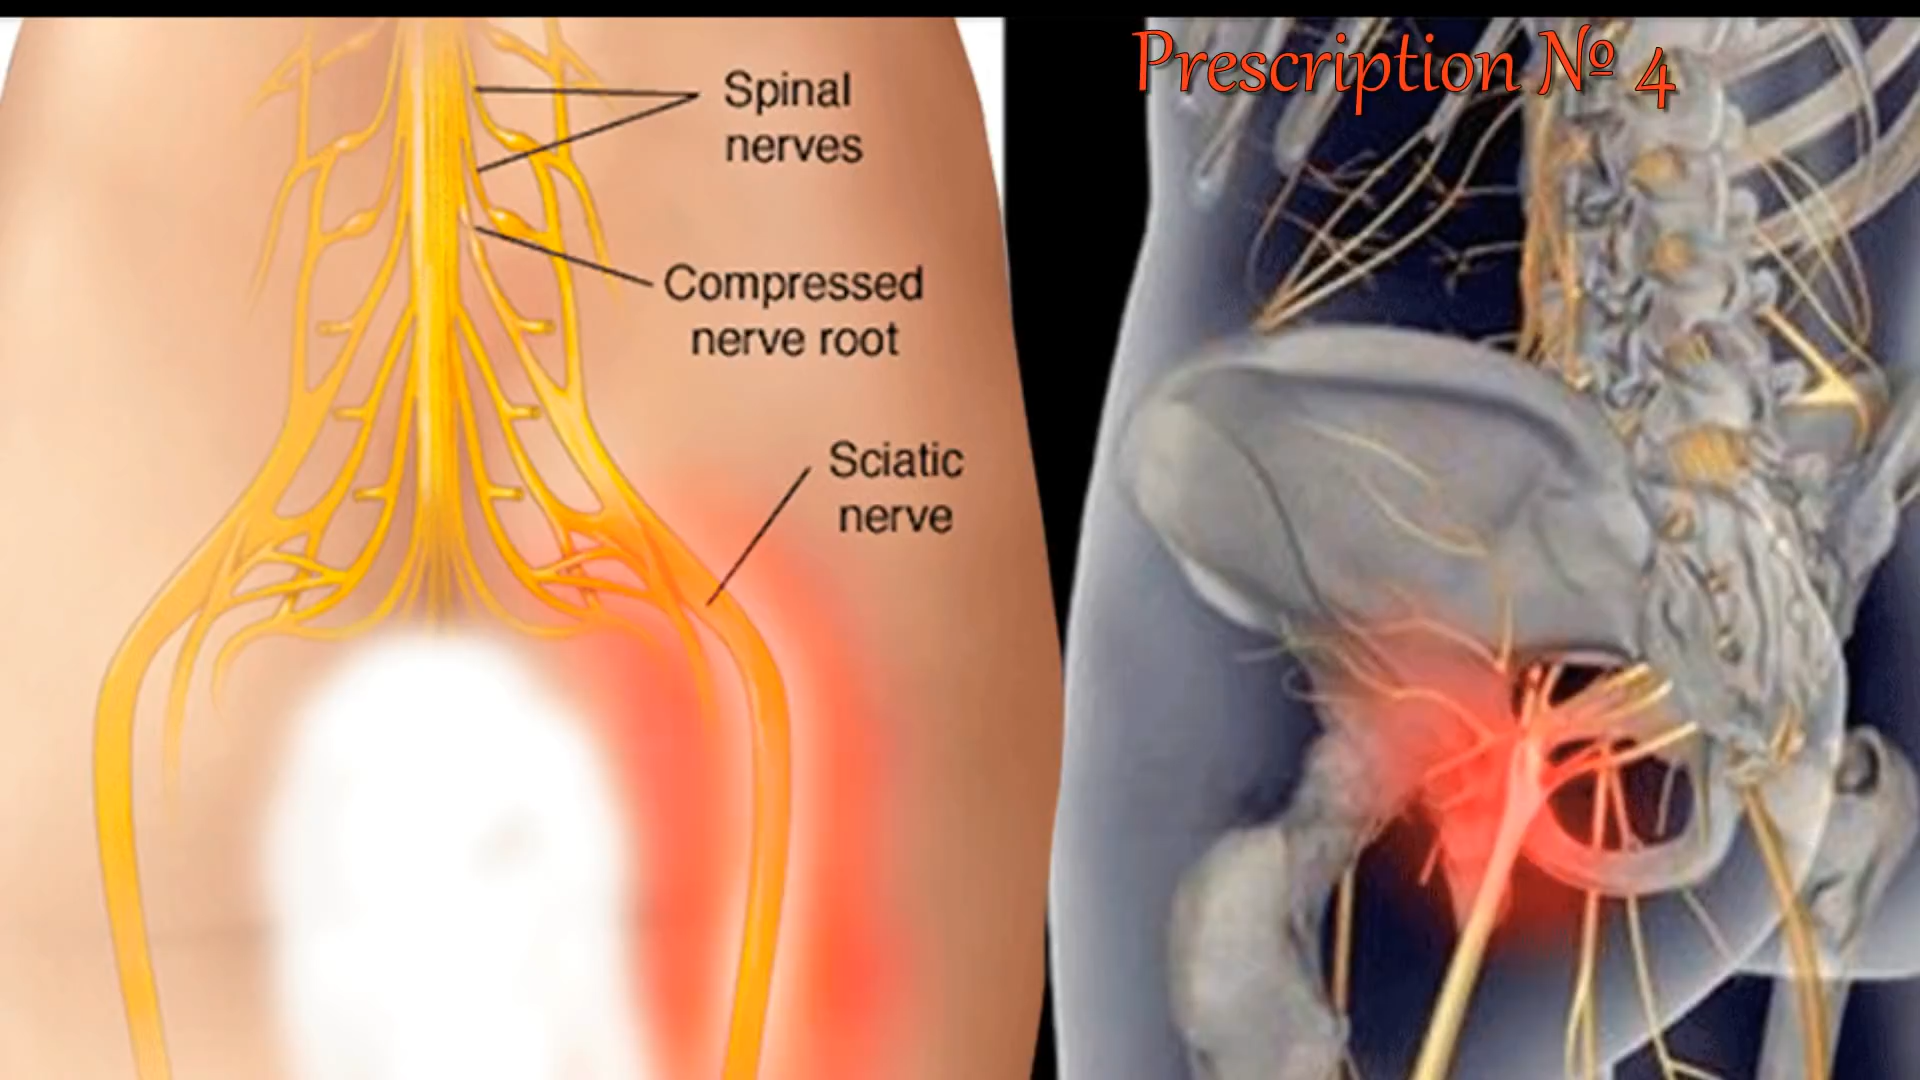 Prescription № 4
Spinal
nerves
Compressed
nerve root
Sciatic
nerve